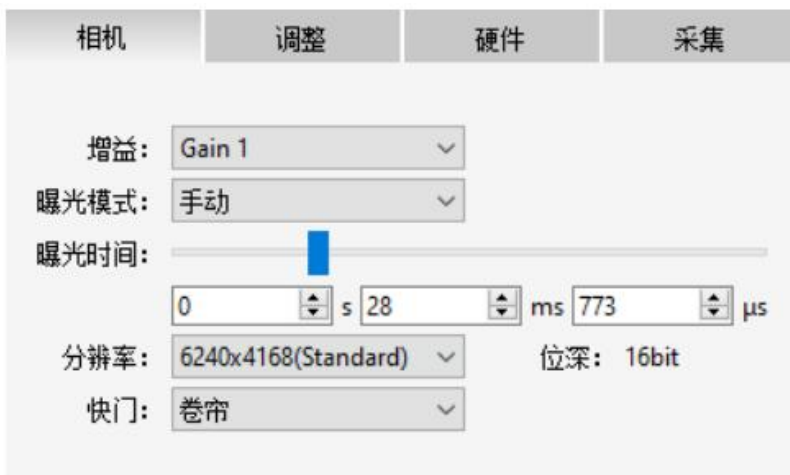 相机 调整 硬件 采集
增益: Gain 1
曝光模式: 手动
曝光时间:
0 s 28 ms 773 μs
分辨率: 6240x4168(Standard) 位深: 16bit
快门: 卷帘